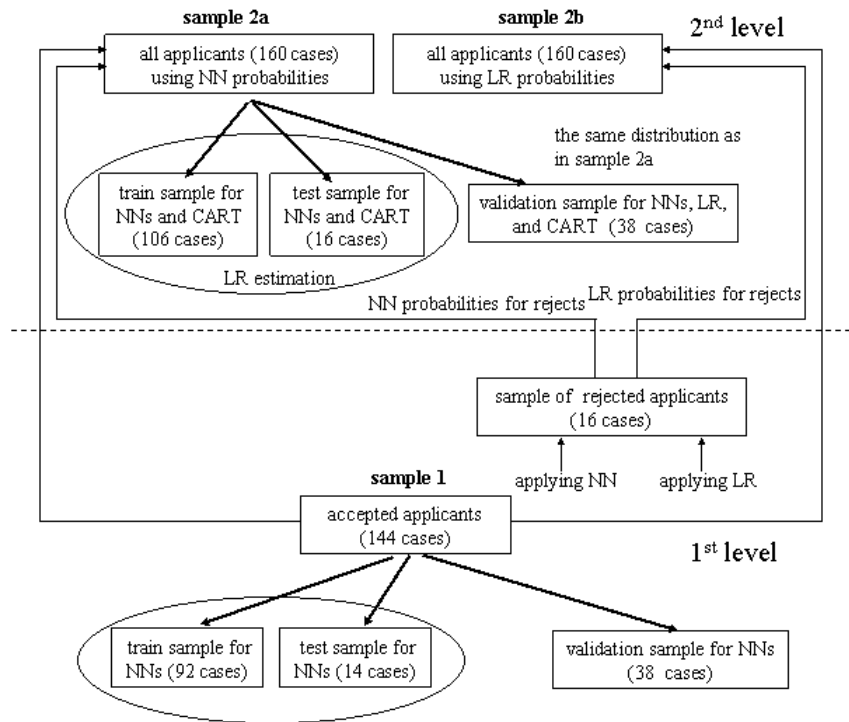 sample 2a
sample 2b
2nd level
all applicants (160 cases)
using NN probabilities
all applicants (160 cases)
using LR probabilities
the same distribution as
in sample 2a
train sample for
NNs and CART
(106 cases)
test sample for
NNs and CART
(16 cases)
validation sample for NNs, LR,
and CART (38 cases)
LR estimation
NN probabilities for rejects
LR probabilities for rejects
sample of rejected applicants
(16 cases)
applying NN
applying LR
sample 1
accepted applicants
(144 cases)
1st level
train sample for
NNs (92 cases)
test sample for
NNs (14 cases)
validation sample for NNs
(38 cases)